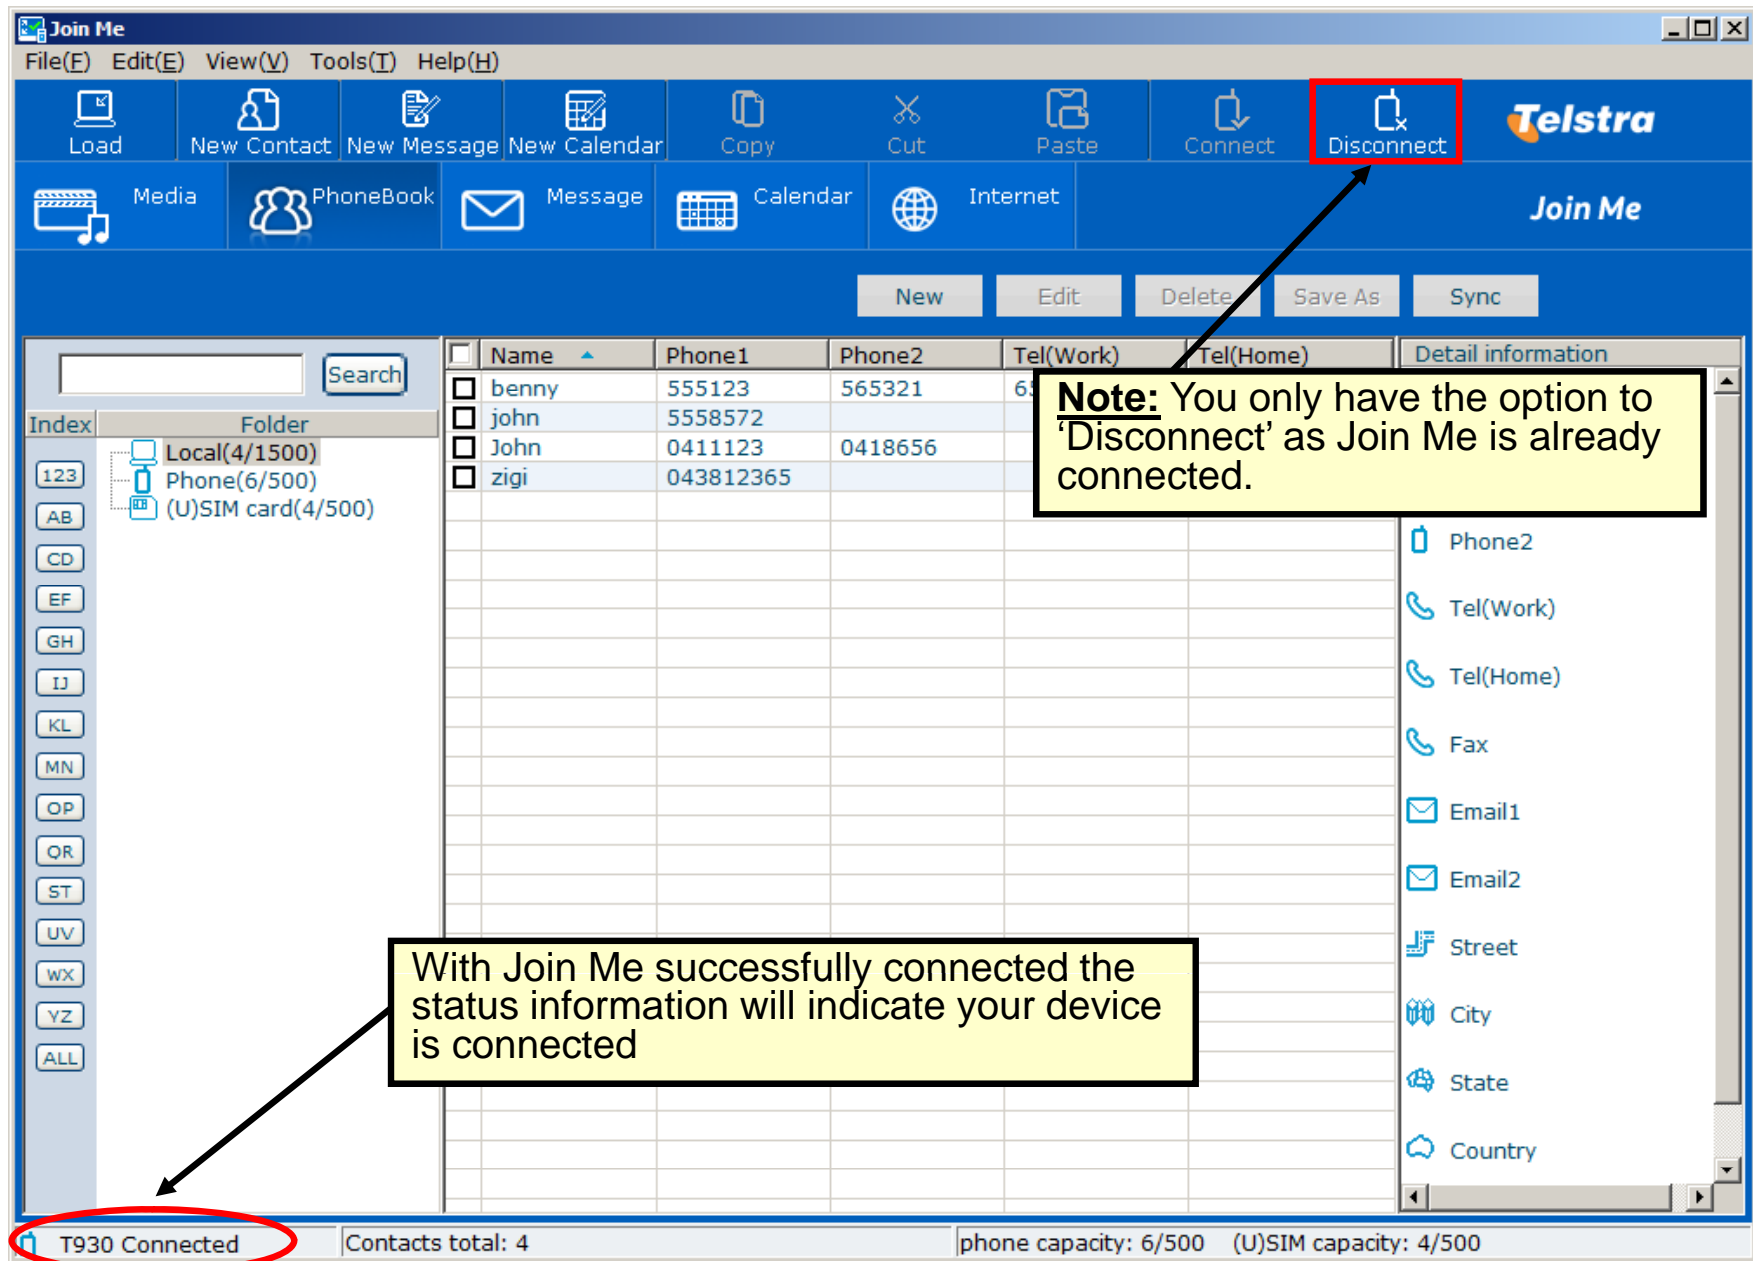 Join Me
File(F) Edit(E) View(V) Tools(T) Help(H)
Load New Contact New Message New Calendar Copy Cut Paste Connect Disconnect Telstra
Media PhoneBook Message Calendar Internet Join Me
New Edit Delete Save As Sync
Search
Name Phone1 Phone2 Tel(Work) Tel(Home) Detail information
benny 555123 565321
john 5558572
John 0411123 0418656
zigi 043812365
Index Folder
Local(4/1500)
Phone(6/500)
(U)SIM card(4/500)
123
AB
CD
EF
GH
IJ
KL
MN
OP
QR
ST
UV
WX
YZ
ALL
Note: You only have the option to
‘Disconnect’ as Join Me is already
connected.
Phone2
Tel(Work)
Tel(Home)
Fax
Email1
Email2
Street
City
State
Country
With Join Me successfully connected the
status information will indicate your device
is connected
T930 Connected Contacts total: 4 phone capacity: 6/500 (U)SIM capacity: 4/500